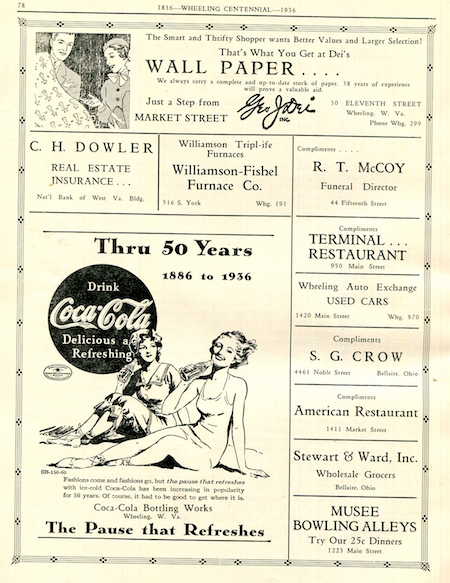 78
1836—WHEELING CENTENNIAL—1936
The Smart and Thrifty Shopper wants Better Values and Larger Selection!
That's What You Get at Dei's
WALL PAPER ....
We always carry a complete and up-to-date stock of paper. 38 years of experience
will prove a valuable aid.
Just a Step from
MARKET STREET
Geo J. Dei
INC.
30 ELEVENTH STREET
Wheeling, W. Va.
Phone Whg. 299
C. H. DOWLER
REAL ESTATE
INSURANCE ...
Nat'l Bank of West Va. Bldg.
Williamson Tripl-ife
Furnaces
Williamson-Fishel
Furnace Co.
516 S. York Whg. 191
Compliments ....
R. T. McCOY
Funeral Director
44 Fifteenth Street
Compliments
TERMINAL ...
RESTAURANT
950 Main Street
Wheeling Auto Exchange
USED CARS
1420 Main Street Whg. 970
Compliments
S. G. CROW
4461 Noble Street Bellaire, Ohio
Compliments
American Restaurant
1411 Market Street
Stewart & Ward, Inc.
Wholesale Grocers
Bellaire, Ohio
MUSEE
BOWLING ALLEYS
Try Our 25c Dinners
1223 Main Street
Thru 50 Years
1886 to 1936
Drink
Coca-Cola
Delicious a
Refreshing
BB-150-60
Fashions come and fashions go, but the pause that refreshes
with ice-cold Coca-Cola has been increasing in popularity
for 50 years. Of course, it had to be good to get where it is.
Coca-Cola Bottling Works
Wheeling, W. Va.
The Pause that Refreshes